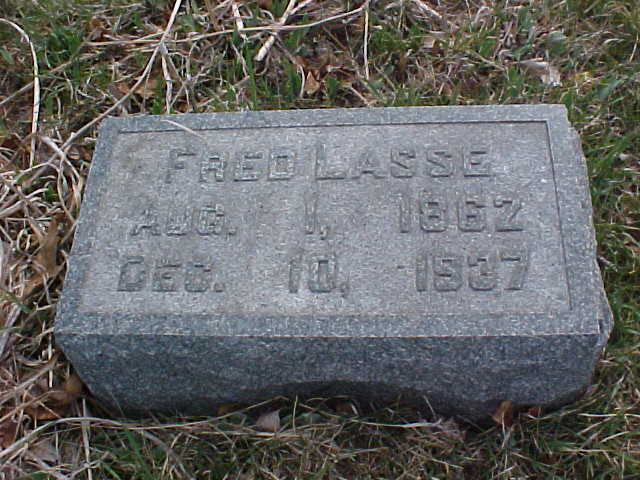 FRED LASSE
AUG. 1, 1862
DEC. 10, 1937